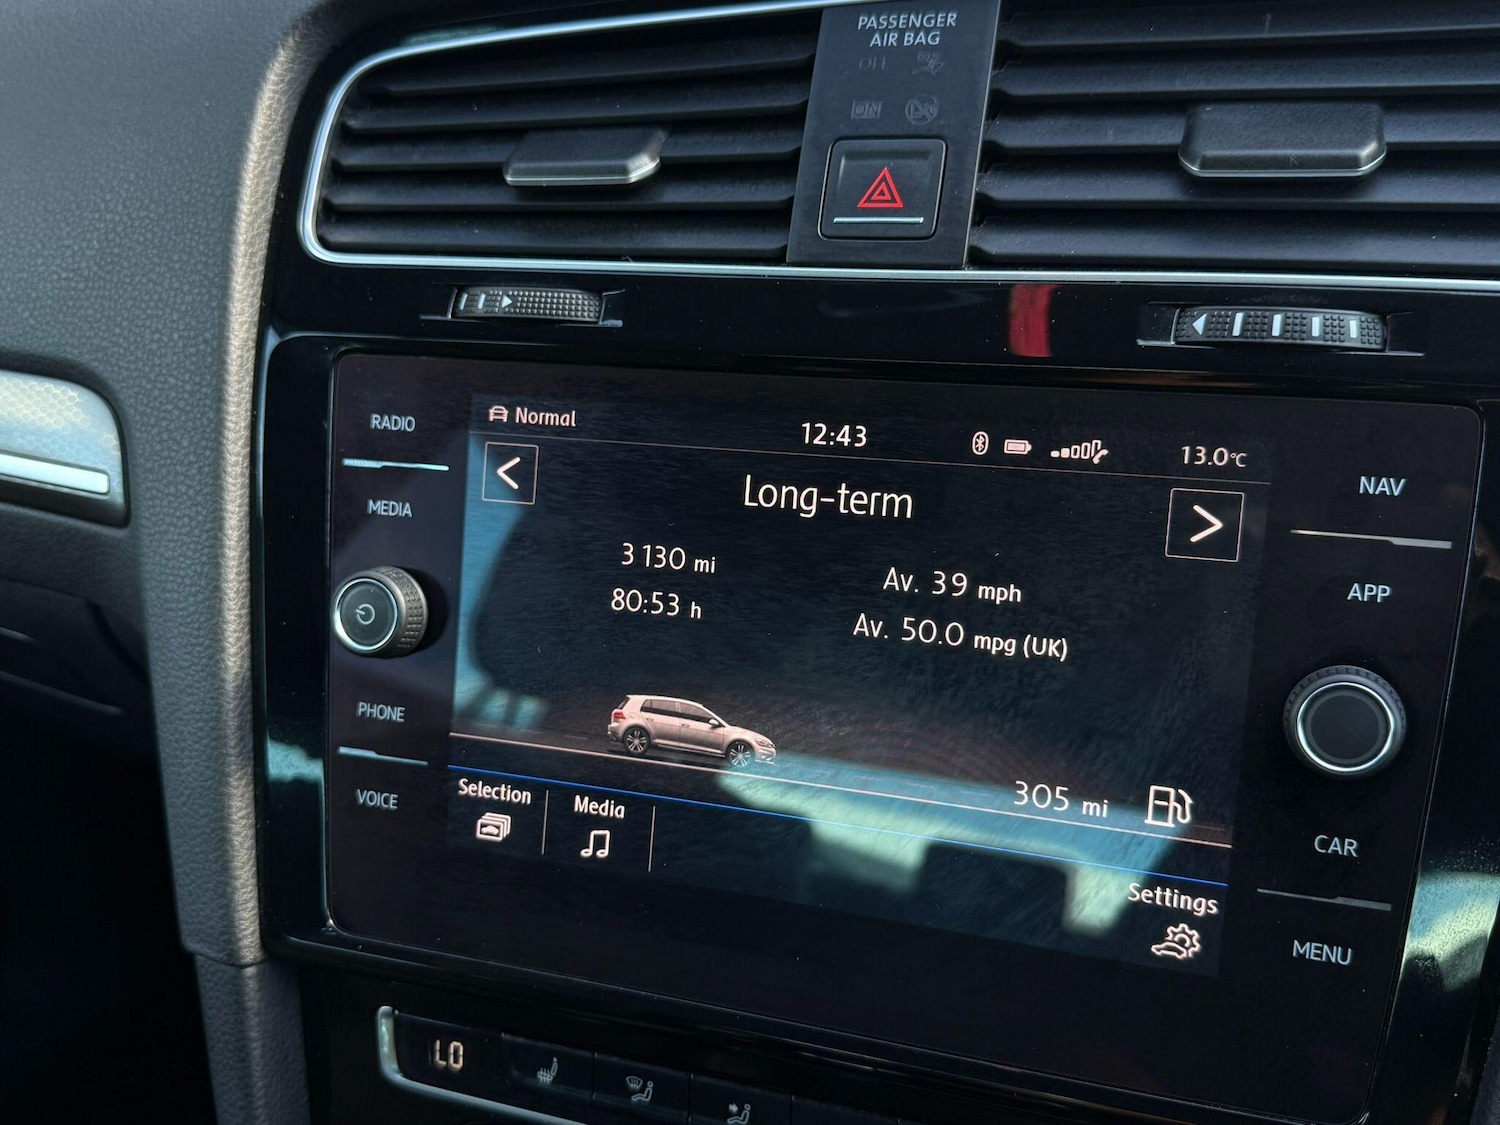 PASSENGER
AIR BAG
OFF
ON
RADIO
MEDIA
PHONE
VOICE
Normal
12:43
13.0°C
Long-term
3 130 mi
80:53 h
Av. 39 mph
Av. 50.0 mpg (UK)
305 mi
Selection
Media
Settings
NAV
APP
CAR
MENU
LO